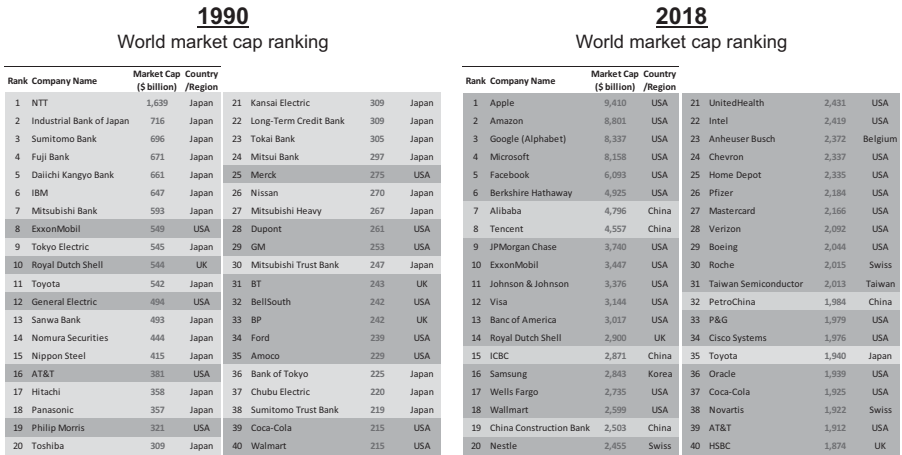 1990
World market cap ranking
Rank Company Name Market Cap ($ billion) Country /Region
1 NTT 1,639 Japan
2 Industrial Bank of Japan 716 Japan
3 Sumitomo Bank 696 Japan
4 Fuji Bank 671 Japan
5 Daiichi Kangyo Bank 661 Japan
6 IBM 647 Japan
7 Mitsubishi Bank 593 Japan
8 ExxonMobil 549 USA
9 Tokyo Electric 545 Japan
10 Royal Dutch Shell 544 UK
11 Toyota 542 Japan
12 General Electric 494 USA
13 Sanwa Bank 493 Japan
14 Nomura Securities 444 Japan
15 Nippon Steel 415 Japan
16 AT&T 381 USA
17 Hitachi 358 Japan
18 Panasonic 357 Japan
19 Philip Morris 321 USA
20 Toshiba 309 Japan
21 Kansai Electric 309 Japan
22 Long-Term Credit Bank 309 Japan
23 Tokai Bank 305 Japan
24 Mitsui Bank 297 Japan
25 Merck 275 USA
26 Nissan 270 Japan
27 Mitsubishi Heavy 267 Japan
28 Dupont 261 USA
29 GM 253 USA
30 Mitsubishi Trust Bank 247 Japan
31 BT 243 UK
32 BellSouth 242 USA
33 BP 242 UK
34 Ford 239 USA
35 Amoco 229 USA
36 Bank of Tokyo 225 Japan
37 Chubu Electric 220 Japan
38 Sumitomo Trust Bank 219 Japan
39 Coca-Cola 215 USA
40 Walmart 215 USA
2018
World market cap ranking
Rank Company Name Market Cap ($ billion) Country /Region
1 Apple 9,410 USA
2 Amazon 8,801 USA
3 Google (Alphabet) 8,337 USA
4 Microsoft 8,158 USA
5 Facebook 6,093 USA
6 Berkshire Hathaway 4,925 USA
7 Alibaba 4,796 China
8 Tencent 4,557 China
9 JPMorgan Chase 3,740 USA
10 ExxonMobil 3,447 USA
11 Johnson & Johnson 3,376 USA
12 Visa 3,144 USA
13 Banc of America 3,017 USA
14 Royal Dutch Shell 2,900 UK
15 ICBC 2,871 China
16 Samsung 2,843 Korea
17 Wells Fargo 2,735 USA
18 Wallmart 2,599 USA
19 China Construction Bank 2,503 China
20 Nestle 2,455 Swiss
21 UnitedHealth 2,431 USA
22 Intel 2,419 USA
23 Anheuser Busch 2,372 Belgium
24 Chevron 2,337 USA
25 Home Depot 2,335 USA
26 Pfizer 2,184 USA
27 Mastercard 2,166 USA
28 Verizon 2,092 USA
29 Boeing 2,044 USA
30 Roche 2,015 Swiss
31 Taiwan Semiconductor 2,013 Taiwan
32 PetroChina 1,984 China
33 P&G 1,979 USA
34 Cisco Systems 1,976 USA
35 Toyota 1,940 Japan
36 Oracle 1,939 USA
37 Coca-Cola 1,925 USA
38 Novartis 1,922 Swiss
39 AT&T 1,912 USA
40 HSBC 1,874 UK